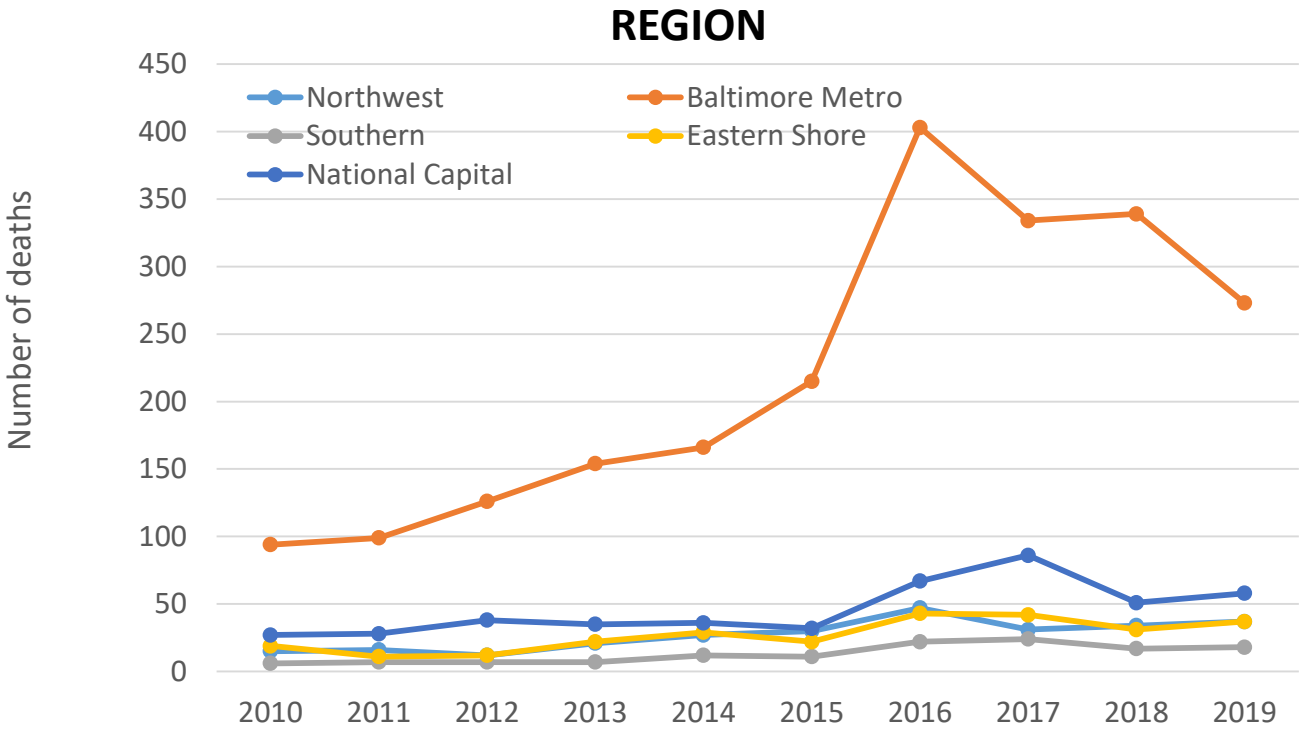 REGION
Number of deaths
450
400
350
300
250
200
150
100
50
0
Northwest
Baltimore Metro
Southern
Eastern Shore
National Capital
2010 2011 2012 2013 2014 2015 2016 2017 2018 2019